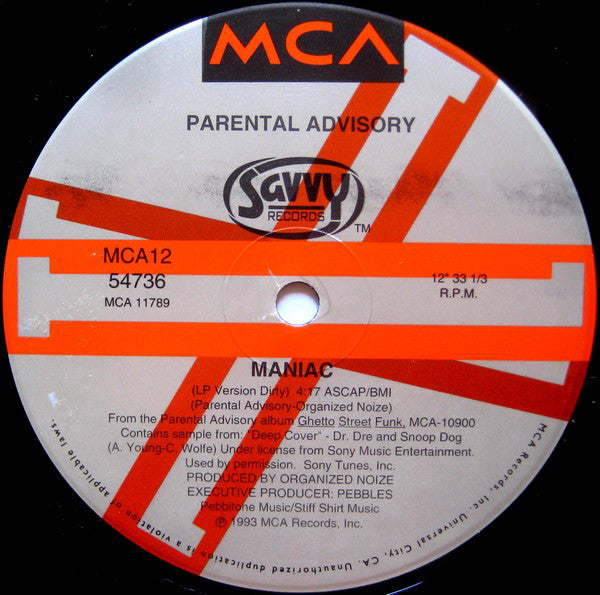 MCA
PARENTAL ADVISORY
Savvy
RECORDS
TM
MCA12
54736
MCA 11789
12" 33 1/3
R.P.M.
MANIAC
(LP Version Dirty) 4:17 ASCAP/BMI
(Parental Advisory-Organized Noize)
From the Parental Advisory album Ghetto Street Funk, MCA-10900
Contains sample from: "Deep Cover" - Dr. Dre and Snoop Dog
(A. Young-C. Wolfe) Under license from Sony Music Entertainment.
Used by permission. Sony Tunes, Inc.
PRODUCED BY ORGANIZED NOIZE
EXECUTIVE PRODUCER: PEBBLES
Pebbitone Music/Stiff Shirt Music
℗ 1993 MCA Records, Inc.
MCA Records, Inc. Universal City, CA. Unauthorized duplication is a violation of applicable laws.